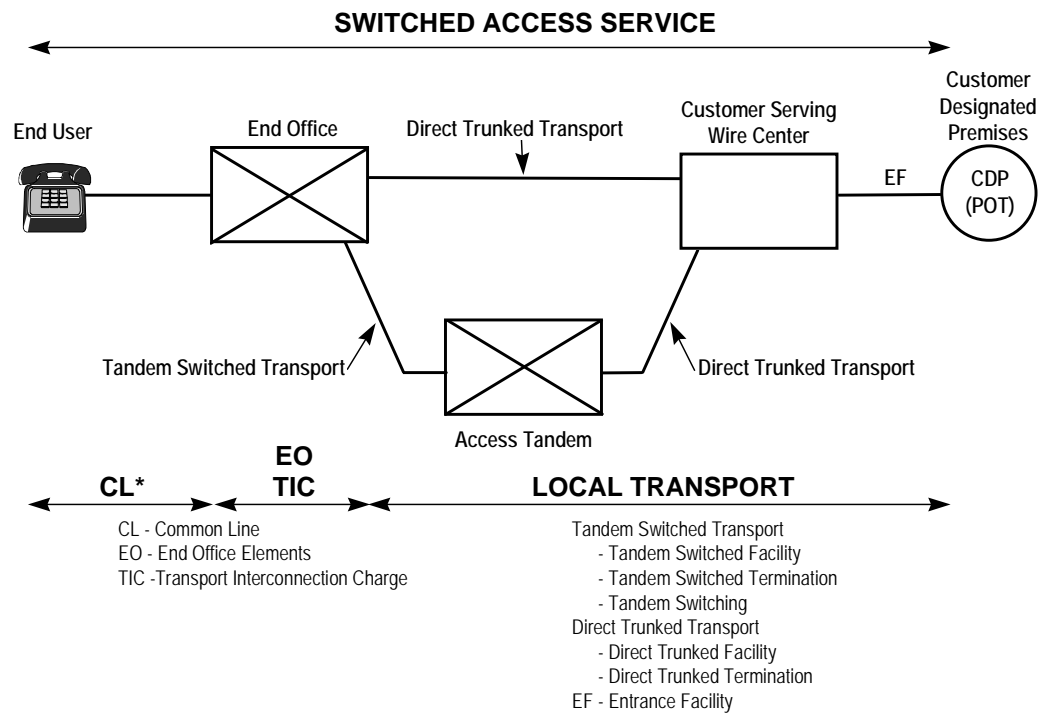 SWITCHED ACCESS SERVICE
Customer
Designated
Premises
End User
End Office
Direct Trunked Transport
Customer Serving
Wire Center
EF
CDP
(POT)
Tandem Switched Transport
Direct Trunked Transport
Access Tandem
CL*
EO
TIC
LOCAL TRANSPORT
CL - Common Line
EO - End Office Elements
TIC -Transport Interconnection Charge
Tandem Switched Transport
- Tandem Switched Facility
- Tandem Switched Termination
- Tandem Switching
Direct Trunked Transport
- Direct Trunked Facility
- Direct Trunked Termination
EF - Entrance Facility